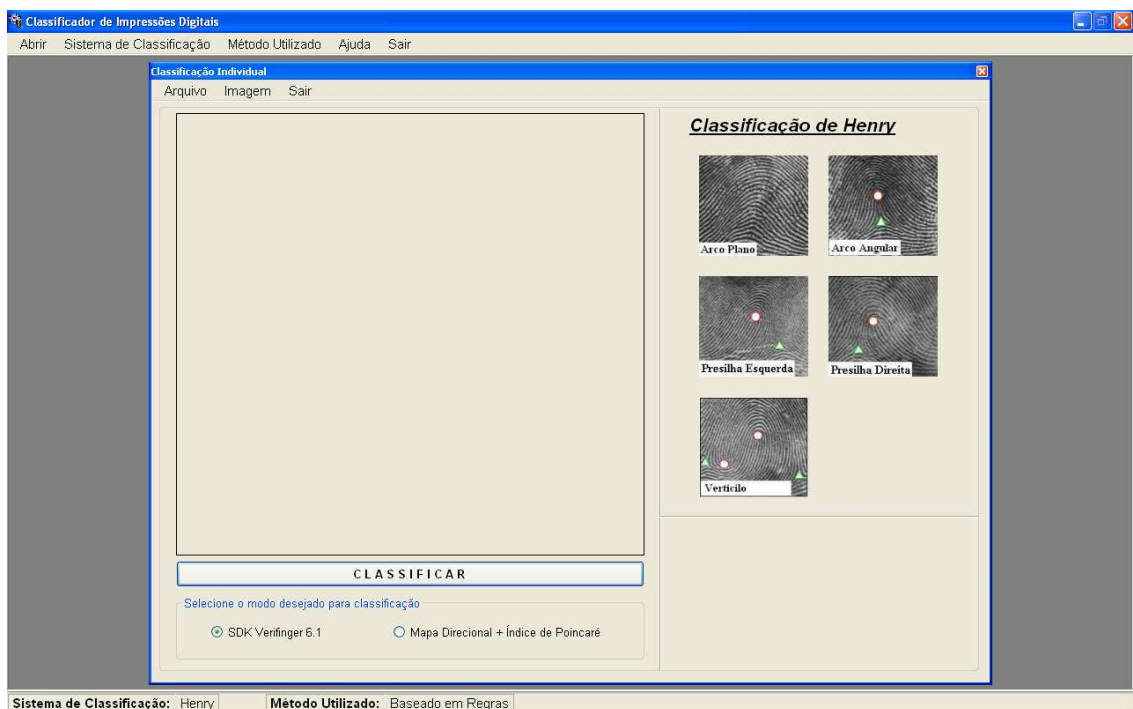 Classificador de Impressões Digitais
Abrir Sistema de Classificação Método Utilizado Ajuda Sair
Classificação Individual
Arquivo Imagem Sair
Classificação de Henry
Arco Plano
Arco Angular
Presilha Esquerda
Presilha Direita
Verticilo
CLASSIFICAR
Selecione o modo desejado para classificação
SDK Verifinger 6.1
Mapa Direcional + Índice de Poincaré
Sistema de Classificação: Henry
Método Utilizado: Baseado em Regras